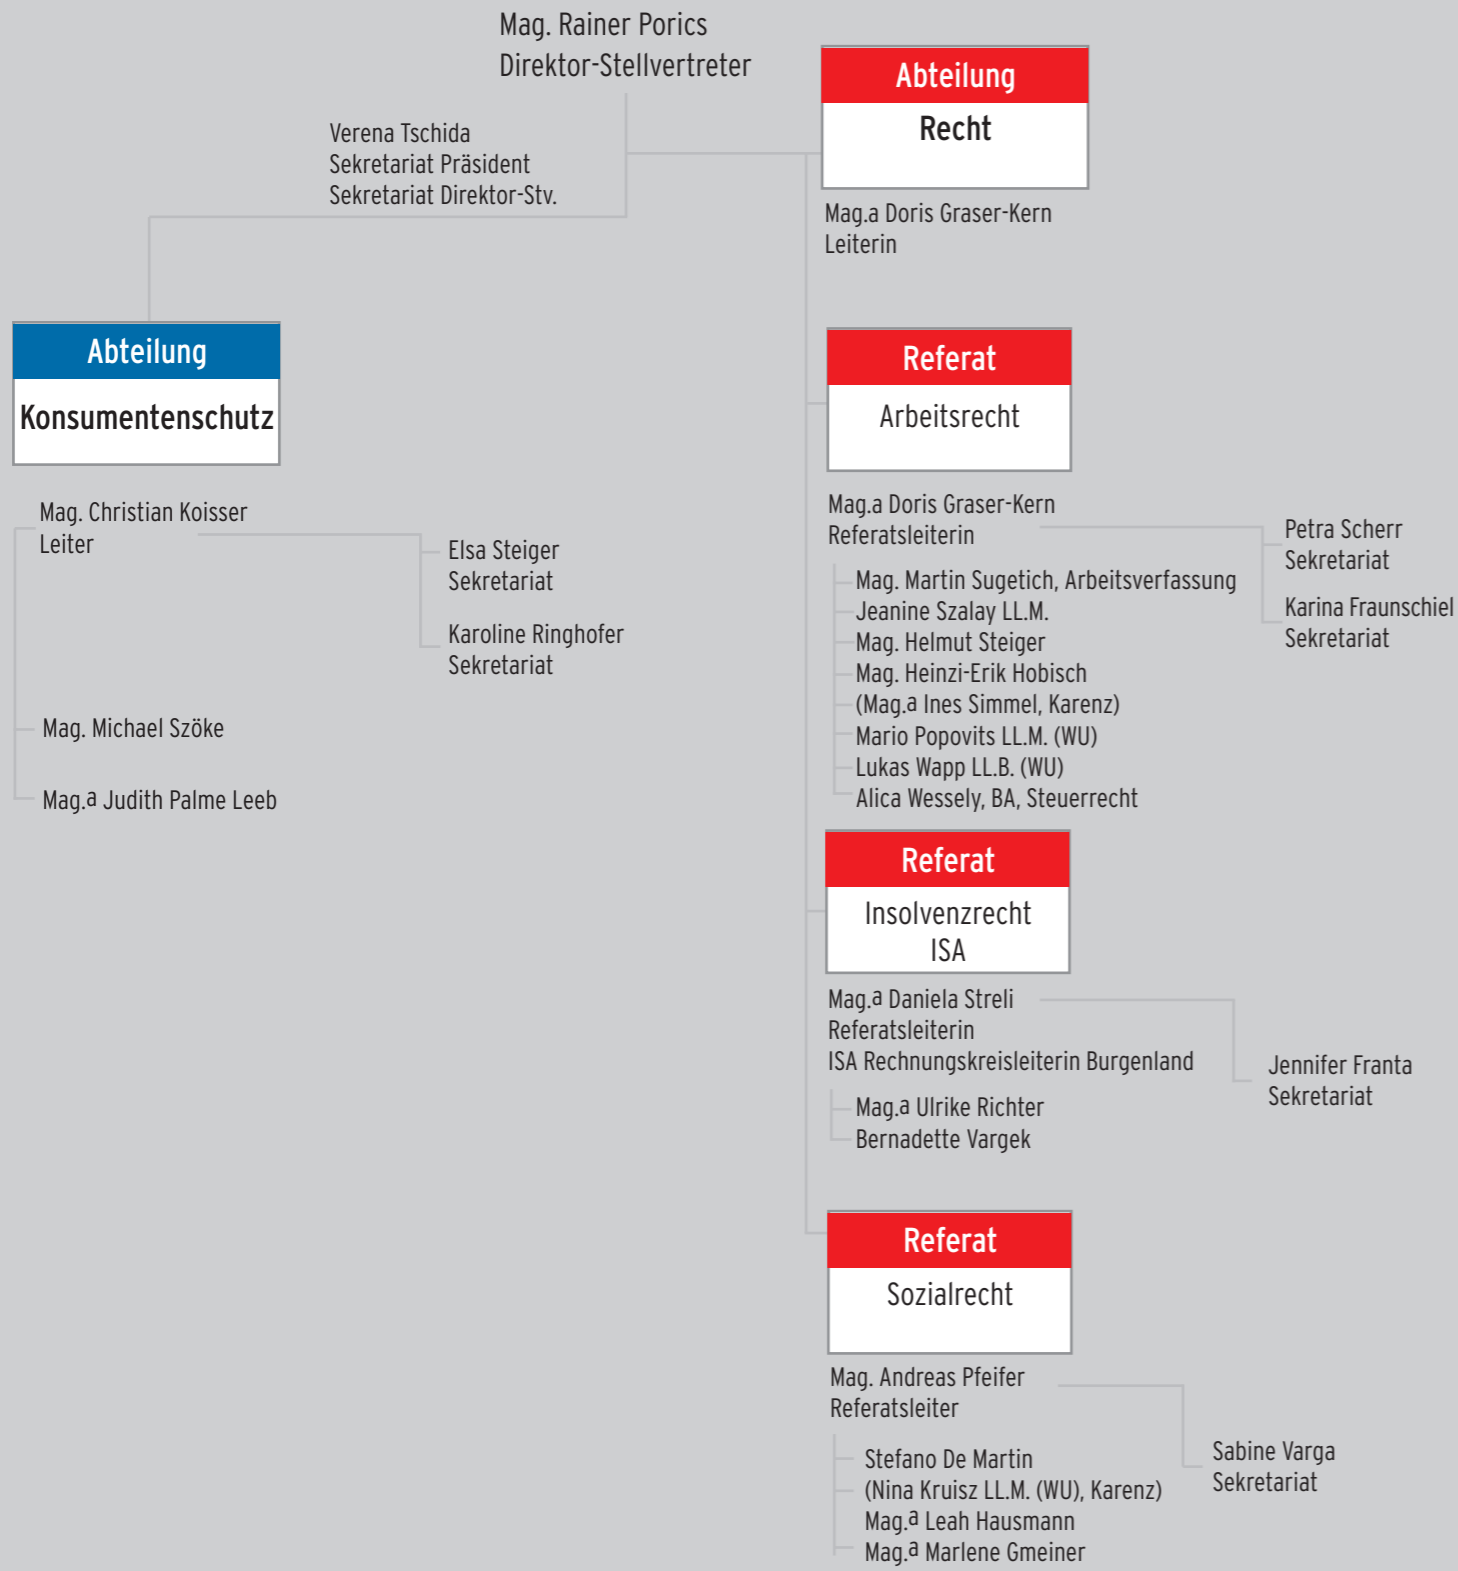 Mag. Rainer Porics
Direktor-Stellvertreter
Verena Tschida
Sekretariat Präsident
Sekretariat Direktor-Stv.
Abteilung
Recht
Mag.a Doris Graser-Kern
Leiterin
Abteilung
Konsumentenschutz
Mag. Christian Koisser
Leiter
Elsa Steiger
Sekretariat
Karoline Ringhofer
Sekretariat
Mag. Michael Szöke
Mag.a Judith Palme Leeb
Referat
Arbeitsrecht
Mag.a Doris Graser-Kern
Referatsleiterin
Petra Scherr
Sekretariat
Karina Fraunschiel
Sekretariat
Mag. Martin Sugetich, Arbeitsverfassung
Jeanine Szalay LL.M.
Mag. Helmut Steiger
Mag. Heinzi-Erik Hobisch
(Mag.a Ines Simmel, Karenz)
Mario Popovits LL.M. (WU)
Lukas Wapp LL.B. (WU)
Alica Wessely, BA, Steuerrecht
Referat
Insolvenzrecht
ISA
Mag.a Daniela Streli
Referatsleiterin
ISA Rechnungskreisleiterin Burgenland
Jennifer Franta
Sekretariat
Mag.a Ulrike Richter
Bernadette Vargek
Referat
Sozialrecht
Mag. Andreas Pfeifer
Referatsleiter
Sabine Varga
Sekretariat
Stefano De Martin
(Nina Kruisz LL.M. (WU), Karenz)
Mag.a Leah Hausmann
Mag.a Marlene Gmeiner